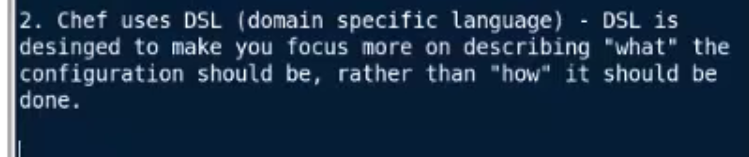 2. Chef uses DSL (domain specific language) - DSL is
desinged to make you focus more on describing "what" the
configuration should be, rather than "how" it should be
done.